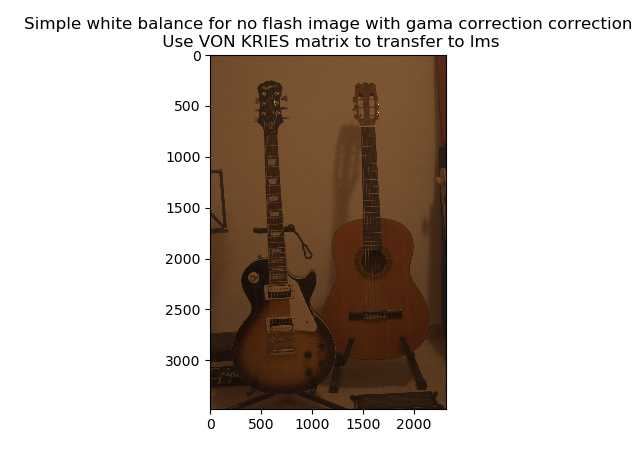 Simple white balance for no flash image with gama correction correction
Use VON KRIES matrix to transfer to lms
0
500
1000
1500
2000
2500
3000
0 500 1000 1500 2000